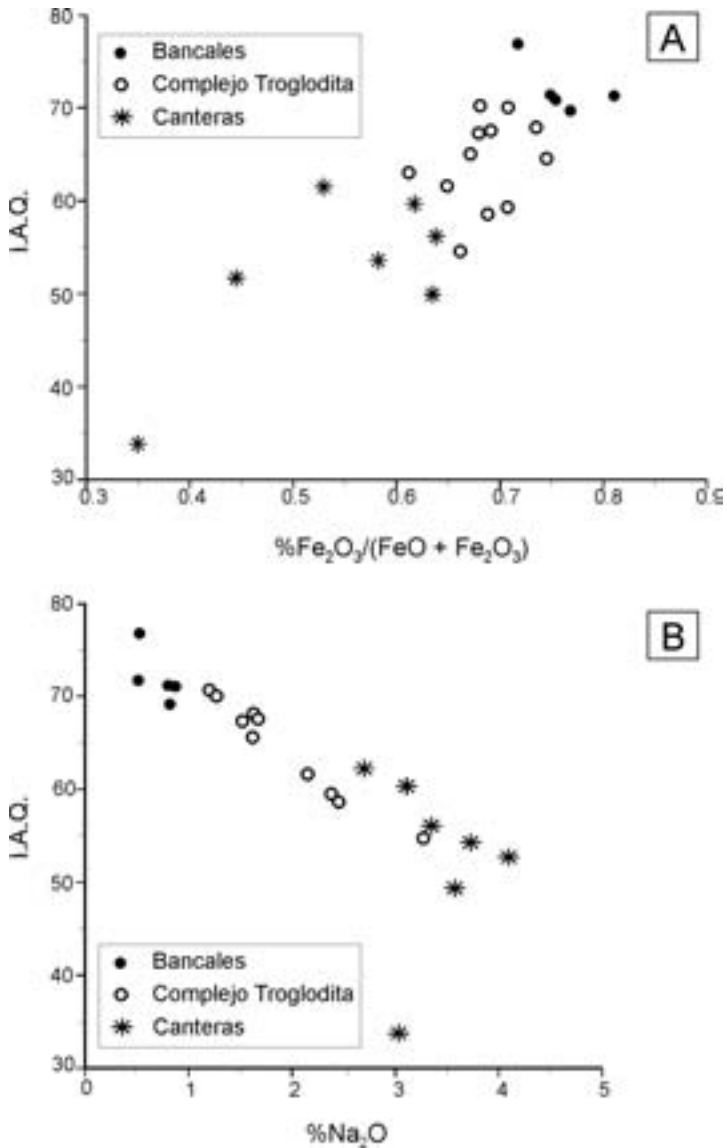 80
A
Bancales
Complejo Troglodita
Canteras
70
60
I.A.Q.
50
40
30
0.3 0.4 0.5 0.6 0.7 0.8 0.9
%Fe₂O₃/(FeO + Fe₂O₃)
80
B
70
60
I.A.Q.
50
Bancales
40
Complejo Troglodita
Canteras
30
0 1 2 3 4 5
%Na₂O